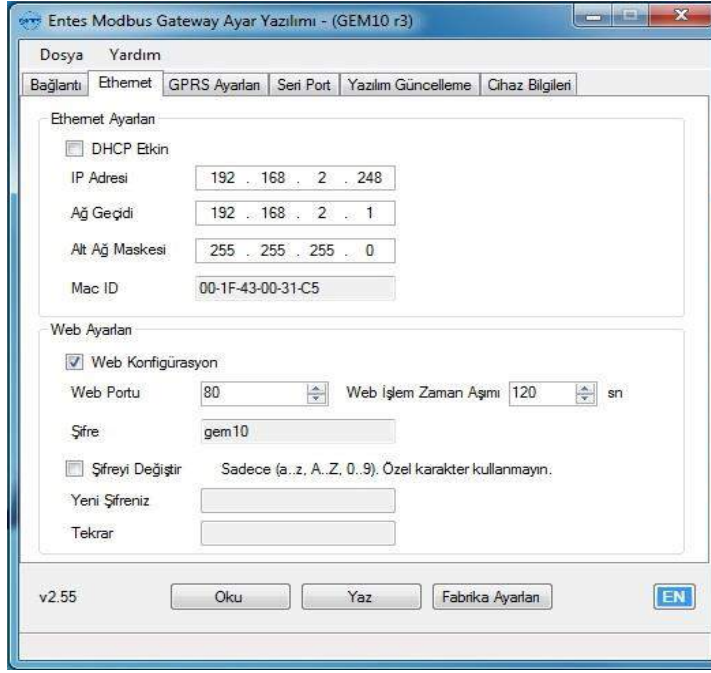 Entes Modbus Gateway Ayar Yazılımı - (GEM10 r3)
Dosya Yardım
Bağlantı Ethernet GPRS Ayarları Seri Port Yazılım Güncelleme Cihaz Bilgileri
Ethernet Ayarları
DHCP Etkin
IP Adresi 192 . 168 . 2 . 248
Ağ Geçidi 192 . 168 . 2 . 1
Alt Ağ Maskesi 255 . 255 . 255 . 0
Mac ID 00-1F-43-00-31-C5
Web Ayarları
Web Konfigürasyon
Web Portu 80 Web İşlem Zaman Aşımı 120 sn
Şifre gem10
Şifreyi Değiştir Sadece (a..z, A..Z, 0..9). Özel karakter kullanmayın.
Yeni Şifreniz
Tekrar
v2.55 Oku Yaz Fabrika Ayarları EN